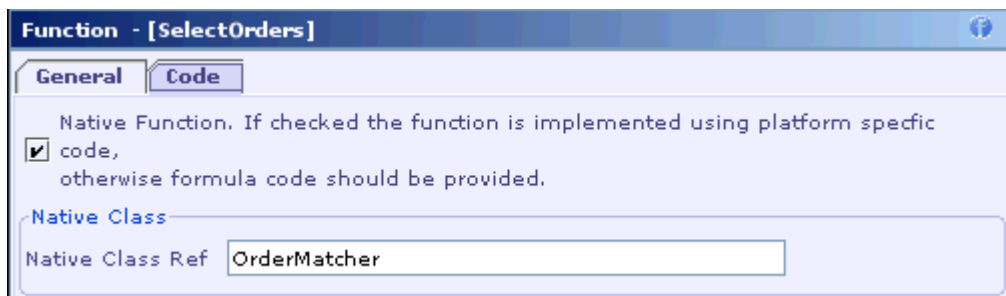 Function - [SelectOrders]
General Code
Native Function. If checked the function is implemented using platform specfic
code,
otherwise formula code should be provided.
Native Class
Native Class Ref OrderMatcher